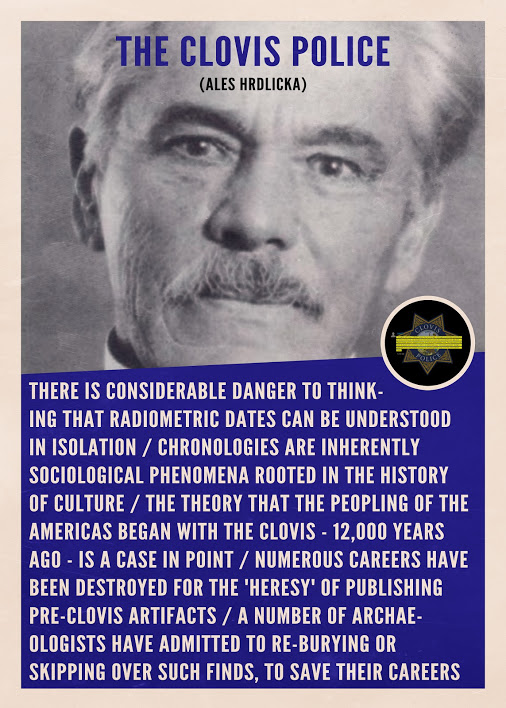 THE CLOVIS POLICE
(ALES HRDLICKA)
CLOVIS
POLICE
THERE IS CONSIDERABLE DANGER TO THINK-
ING THAT RADIOMETRIC DATES CAN BE UNDERSTOOD
IN ISOLATION / CHRONOLOGIES ARE INHERENTLY
SOCIOLOGICAL PHENOMENA ROOTED IN THE HISTORY
OF CULTURE / THE THEORY THAT THE PEOPLING OF THE
AMERICAS BEGAN WITH THE CLOVIS - 12,000 YEARS
AGO - IS A CASE IN POINT / NUMEROUS CAREERS HAVE
BEEN DESTROYED FOR THE 'HERESY' OF PUBLISHING
PRE-CLOVIS ARTIFACTS / A NUMBER OF ARCHAE-
OLOGISTS HAVE ADMITTED TO RE-BURYING OR
SKIPPING OVER SUCH FINDS, TO SAVE THEIR CAREERS